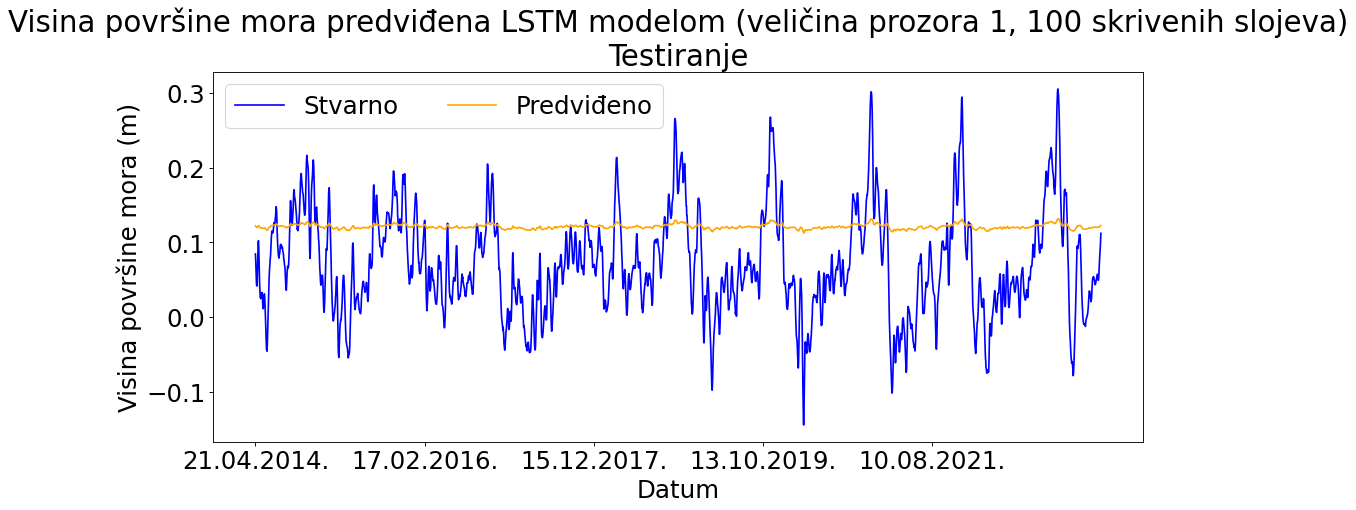 Visina površine mora predviđena LSTM modelom (veličina prozora 1, 100 skrivenih slojeva)
Testiranje
Stvarno
Predviđeno
Visina površine mora (m)
0.3
0.2
0.1
0.0
−0.1
21.04.2014.
17.02.2016.
15.12.2017.
13.10.2019.
10.08.2021.
Datum